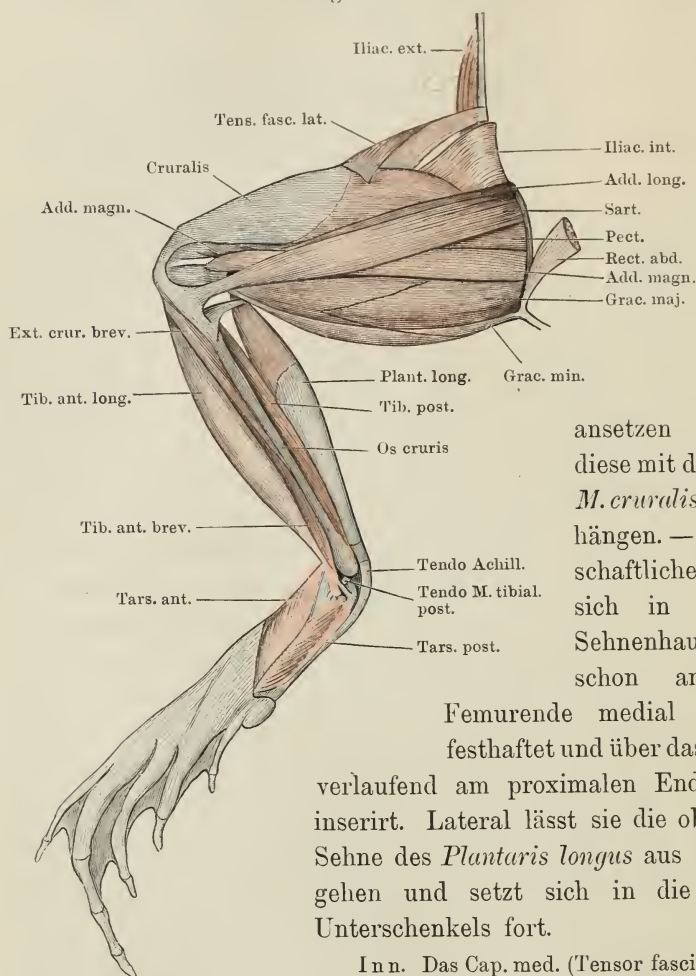 Iliac. ext.
Tens. fasc. lat.
Iliac. int.
Cruralis
Add. long.
Add. magn.
Sart.
Pect.
Rect. abd.
Add. magn.
Grac. maj.
Ext. crur. brev.
Plant. long.
Grac. min.
Tib. ant. long.
Tib. post.
Os cruris
Tib. ant. brev.
Tendo Achill.
Tars. ant.
Tendo M. tibial.
post.
Tars. post.
ansetzen
diese mit
M. cruralis
hängen. —
schaftliche
sich in
Sehnenhau
schon
Femurende medial
festhaftet und über
verlaufend am proximalen
inserirt. Lateral lässt sie die
Sehne des Plantaris longus aus
gehen und setzt sich in die
Unterschenkels fort.
Inn. Das Cap. med. (Tensor fasci